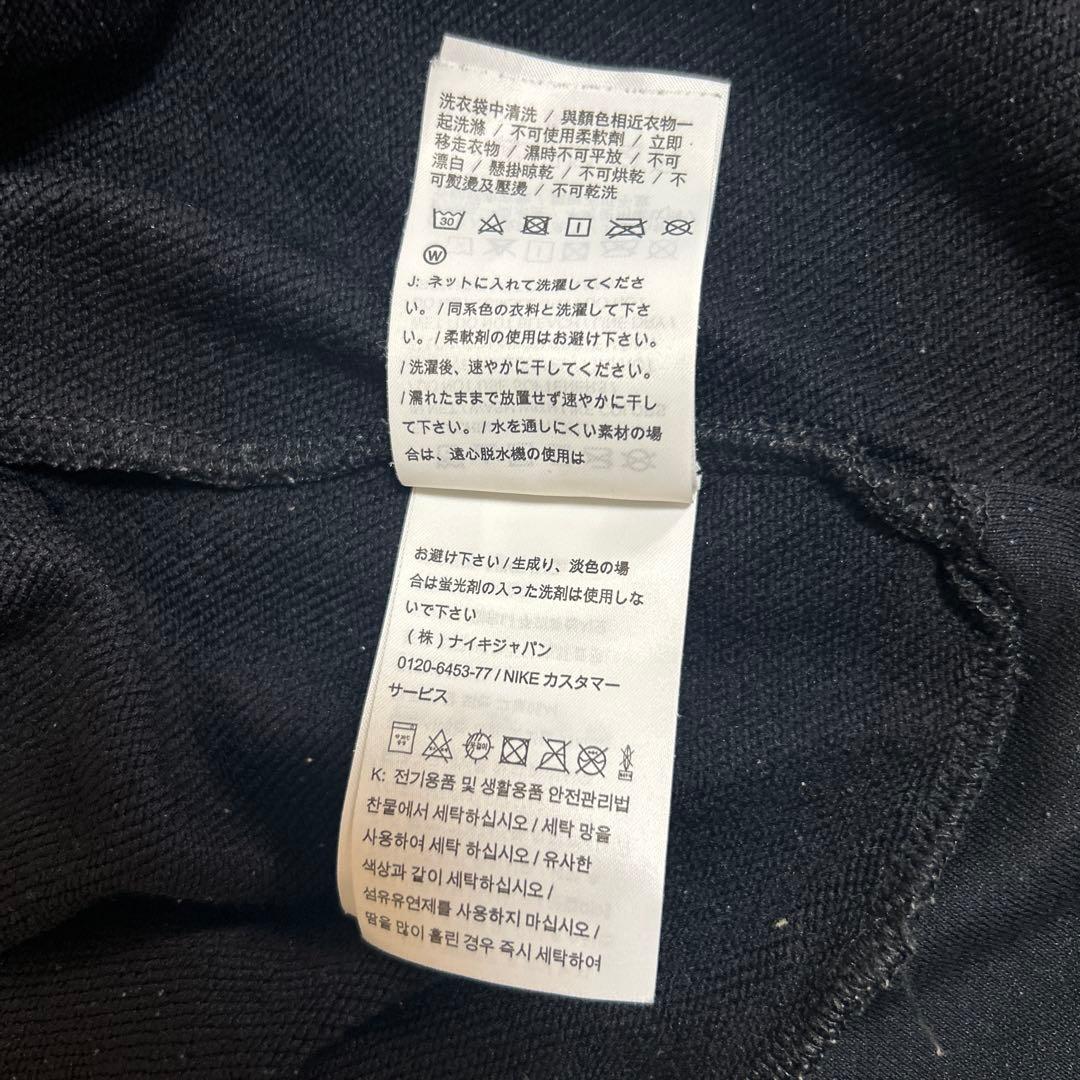 洗衣袋中清洗 / 與顏色相近衣物一
起洗滌 / 不可使用柔軟劑 / 立即
移走衣物 / 濕時不可平放 / 不可
漂白 / 懸掛晾乾 / 不可烘乾 / 不
可熨燙及壓燙 / 不可乾洗
30
W
J: ネットに入れて洗濯してくださ
い。/ 同系色の衣料と洗濯して下さ
い。/ 柔軟剤の使用はお避け下さい。
/ 洗濯後、速やかに干してください。
/ 濡れたままで放置せず速やかに干し
て下さい。/ 水を通しにくい素材の場
合は、遠心脱水機の使用は
お避け下さい / 生成り、淡色の場
合は蛍光剤の入った洗剤は使用しな
いで下さい
(株) ナイキジャパン
0120-6453-77 / NIKE カスタマー
サービス
K: 전기용품 및 생활용품 안전관리법
찬물에서 세탁하십시오 / 세탁 망을
사용하여 세탁 하십시오 / 유사한
색상과 같이 세탁하십시오 /
섬유유연제를 사용하지 마십시오 /
땀을 많이 흘린 경우 즉시 세탁하여